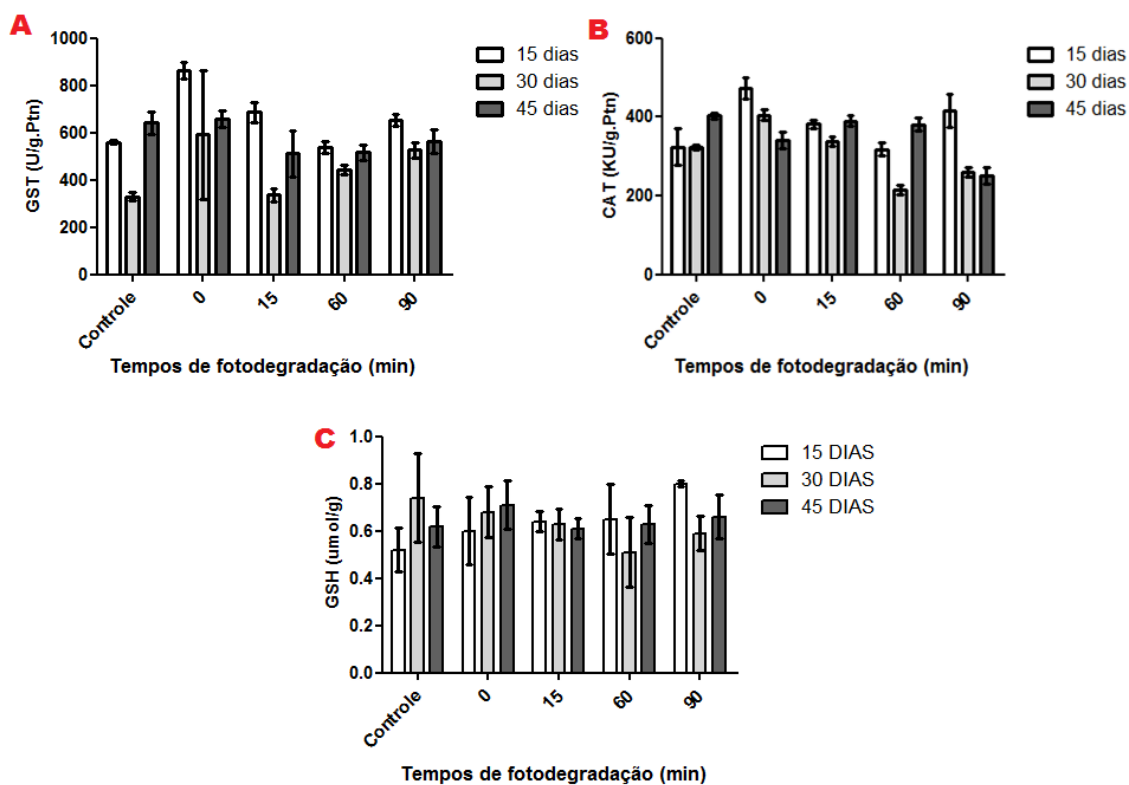 A
1000
800
600
400
200
0
GST (U/g.Ptn)
Controle
0
15
60
90
Tempos de fotodegradação (min)
15 dias
30 dias
45 dias
B
600
400
200
0
CAT (KU/g.Ptn)
Controle
0
15
60
90
Tempos de fotodegradação (min)
15 dias
30 dias
45 dias
C
1.0
0.8
0.6
0.4
0.2
0.0
GSH (umol/g)
Controle
0
15
60
90
Tempos de fotodegradação (min)
15 DIAS
30 DIAS
45 DIAS